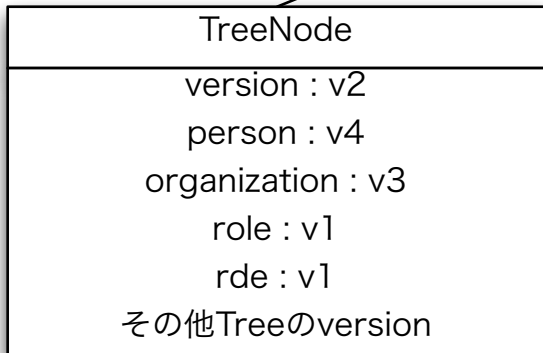 TreeNode
version : v2
person : v4
organization : v3
role : v1
rde : v1
その他Treeのversion